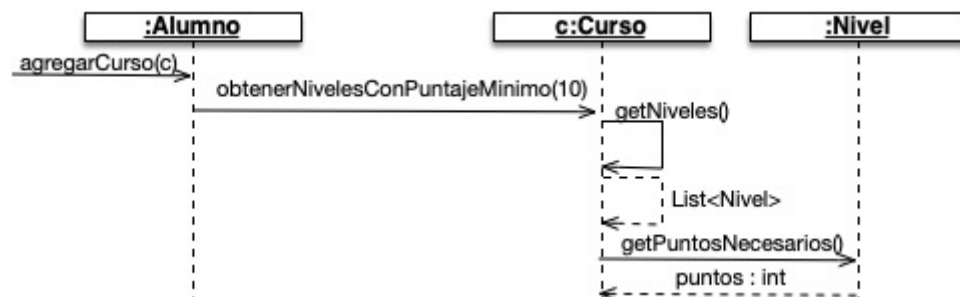 :Alumno
c:Curso
:Nivel
agregarCurso(c)
obtenerNivelesConPuntajeMinimo(10)
getNiveles()
List<Nivel>
getPuntosNecesarios()
puntos : int